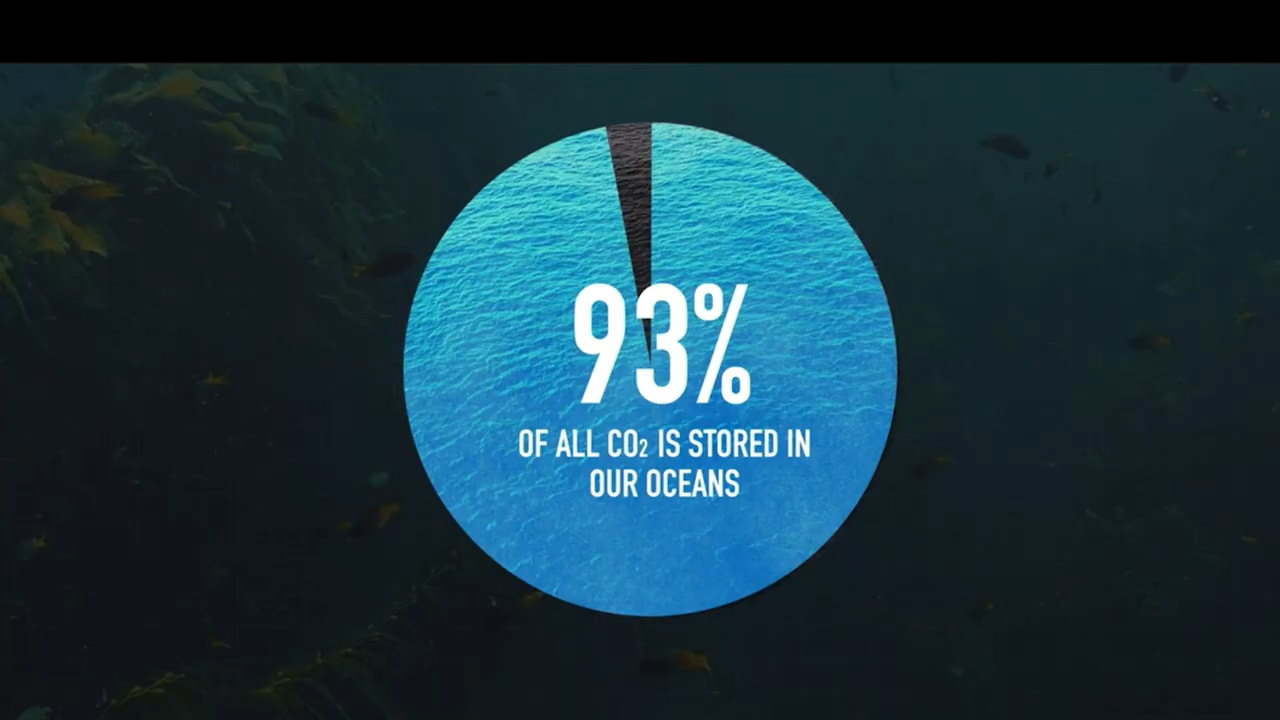 93%
OF ALL CO₂ IS STORED IN
OUR OCEANS